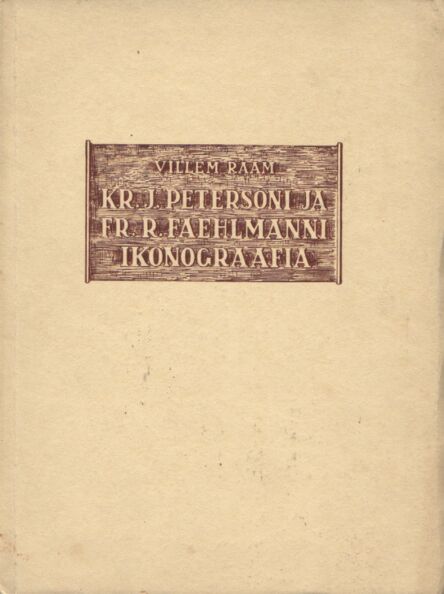 VILLEM RAAM
KR. J. PETERSONI JA
FR. R. FAEHLMANNI
IKONOGRAAFIA